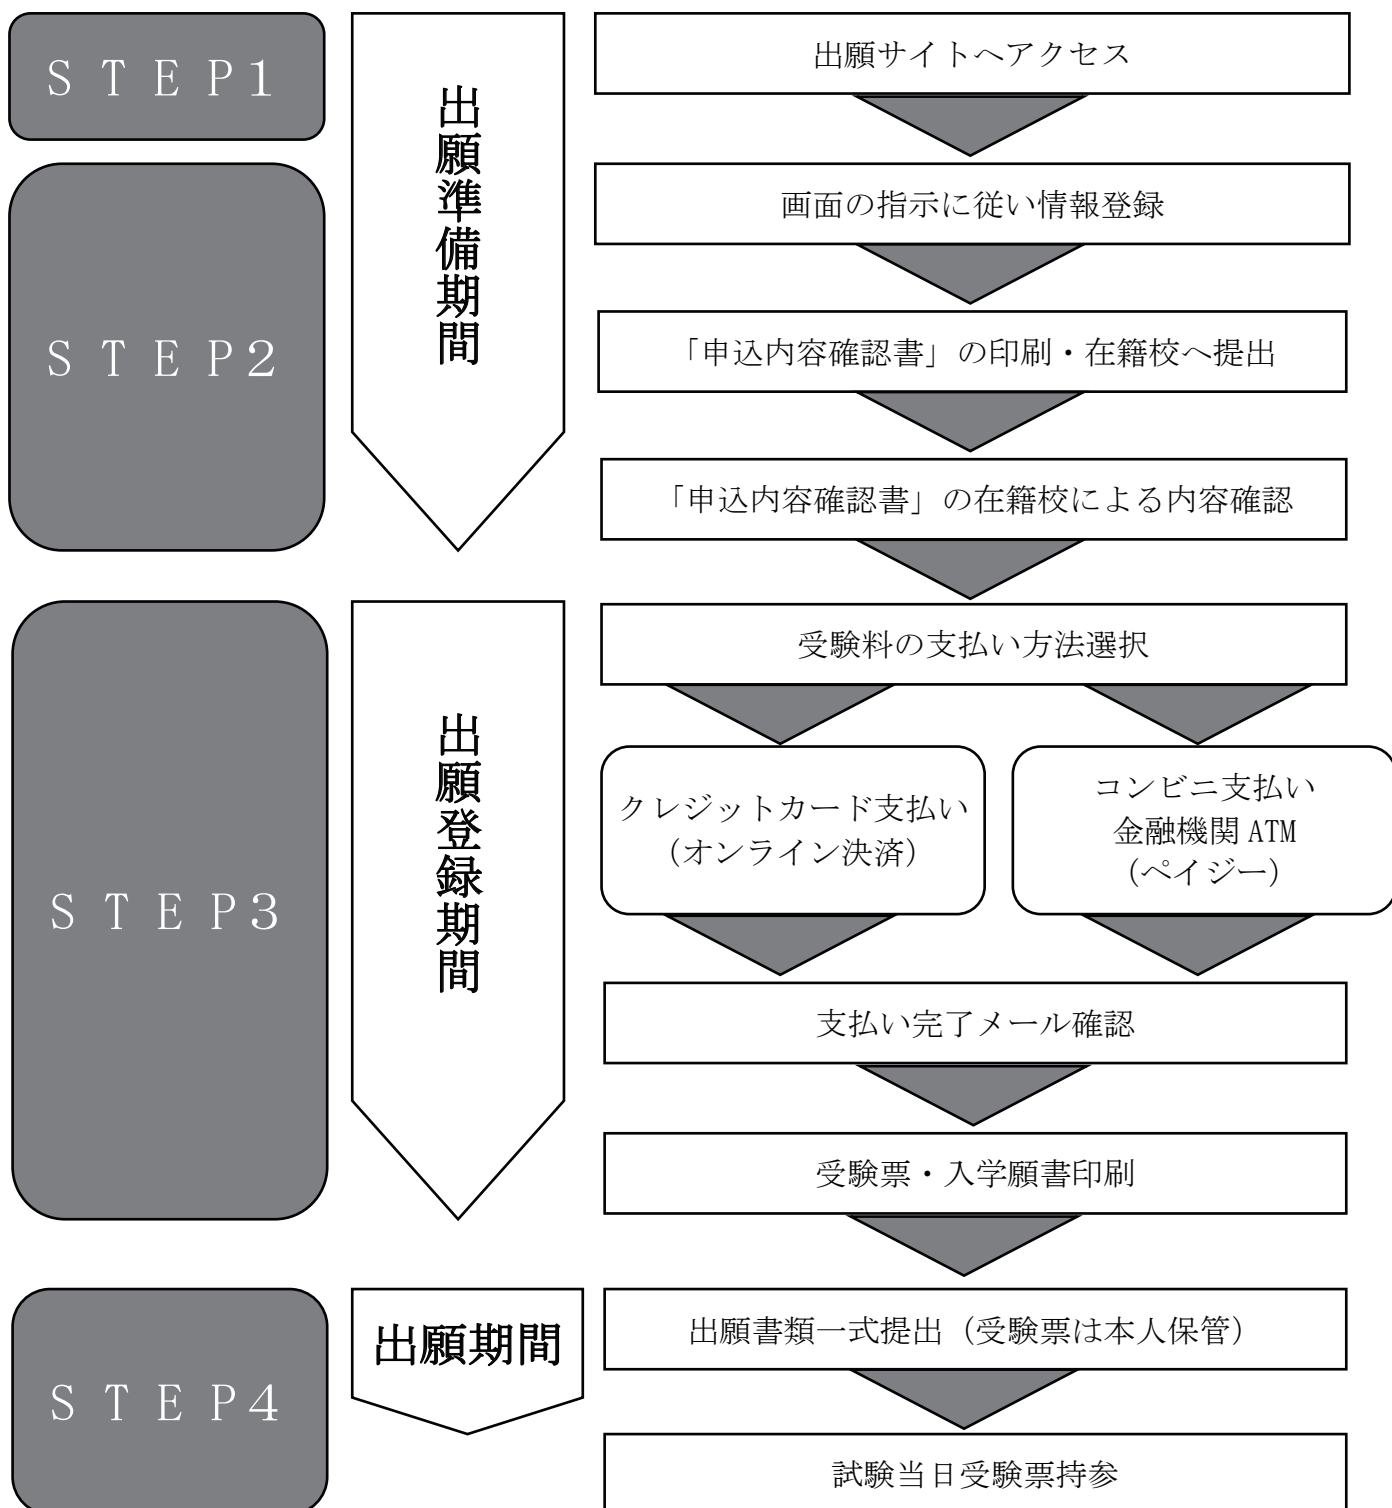 ＳＴＥＰ1
出願準備期間
出願サイトへアクセス
ＳＴＥＰ2
画面の指示に従い情報登録
「申込内容確認書」の印刷・在籍校へ提出
「申込内容確認書」の在籍校による内容確認
ＳＴＥＰ3
出願登録期間
受験料の支払い方法選択
クレジットカード支払い
（オンライン決済）
コンビニ支払い
金融機関 ATM
（ペイジー）
支払い完了メール確認
受験票・入学願書印刷
ＳＴＥＰ4
出願期間
出願書類一式提出（受験票は本人保管）
試験当日受験票持参